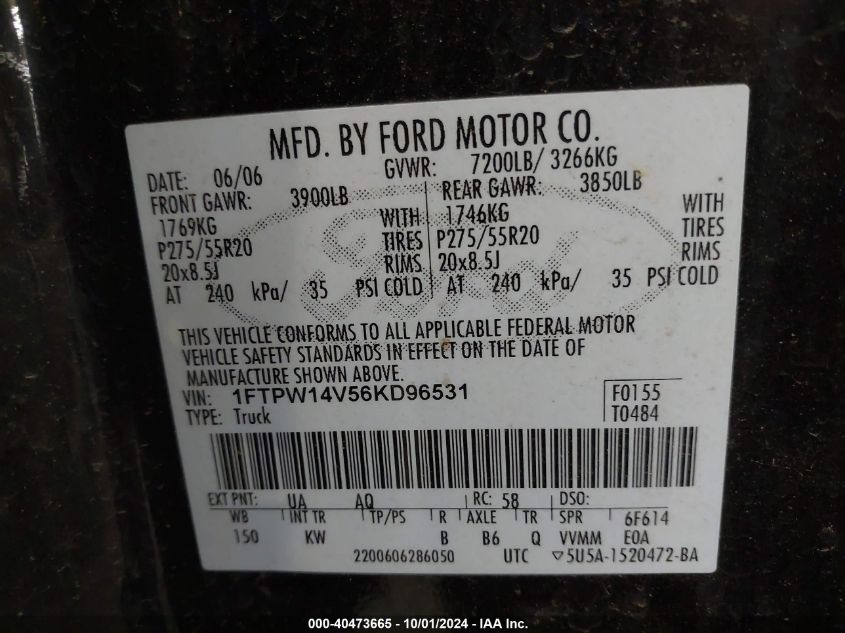 MFD. BY FORD MOTOR CO.
DATE: 06/06 GVWR: 7200LB/ 3266KG
FRONT GAWR: 3900LB REAR GAWR: 3850LB
1769KG WITH 1746KG WITH
P275/55R20 TIRES P275/55R20 TIRES
20x8.5J RIMS 20x8.5J RIMS
AT 240 kPa/ 35 PSI COLD AT 240 kPa/ 35 PSI COLD
THIS VEHICLE CONFORMS TO ALL APPLICABLE FEDERAL MOTOR
VEHICLE SAFETY STANDARDS IN EFFECT ON THE DATE OF
MANUFACTURE SHOWN ABOVE.
VIN: 1FTPW14V56KD96531 F0155
TYPE: Truck T0484
EXT PNT: UA AQ RC: 58 DSO:
WB INT TR TP/PS R AXLE TR SPR 6F614
150 KW B B6 Q VVMM EOA
2200606286050 UTC ▽5U5A-1520472-BA
000-40473665 - 10/01/2024 - IAA Inc.